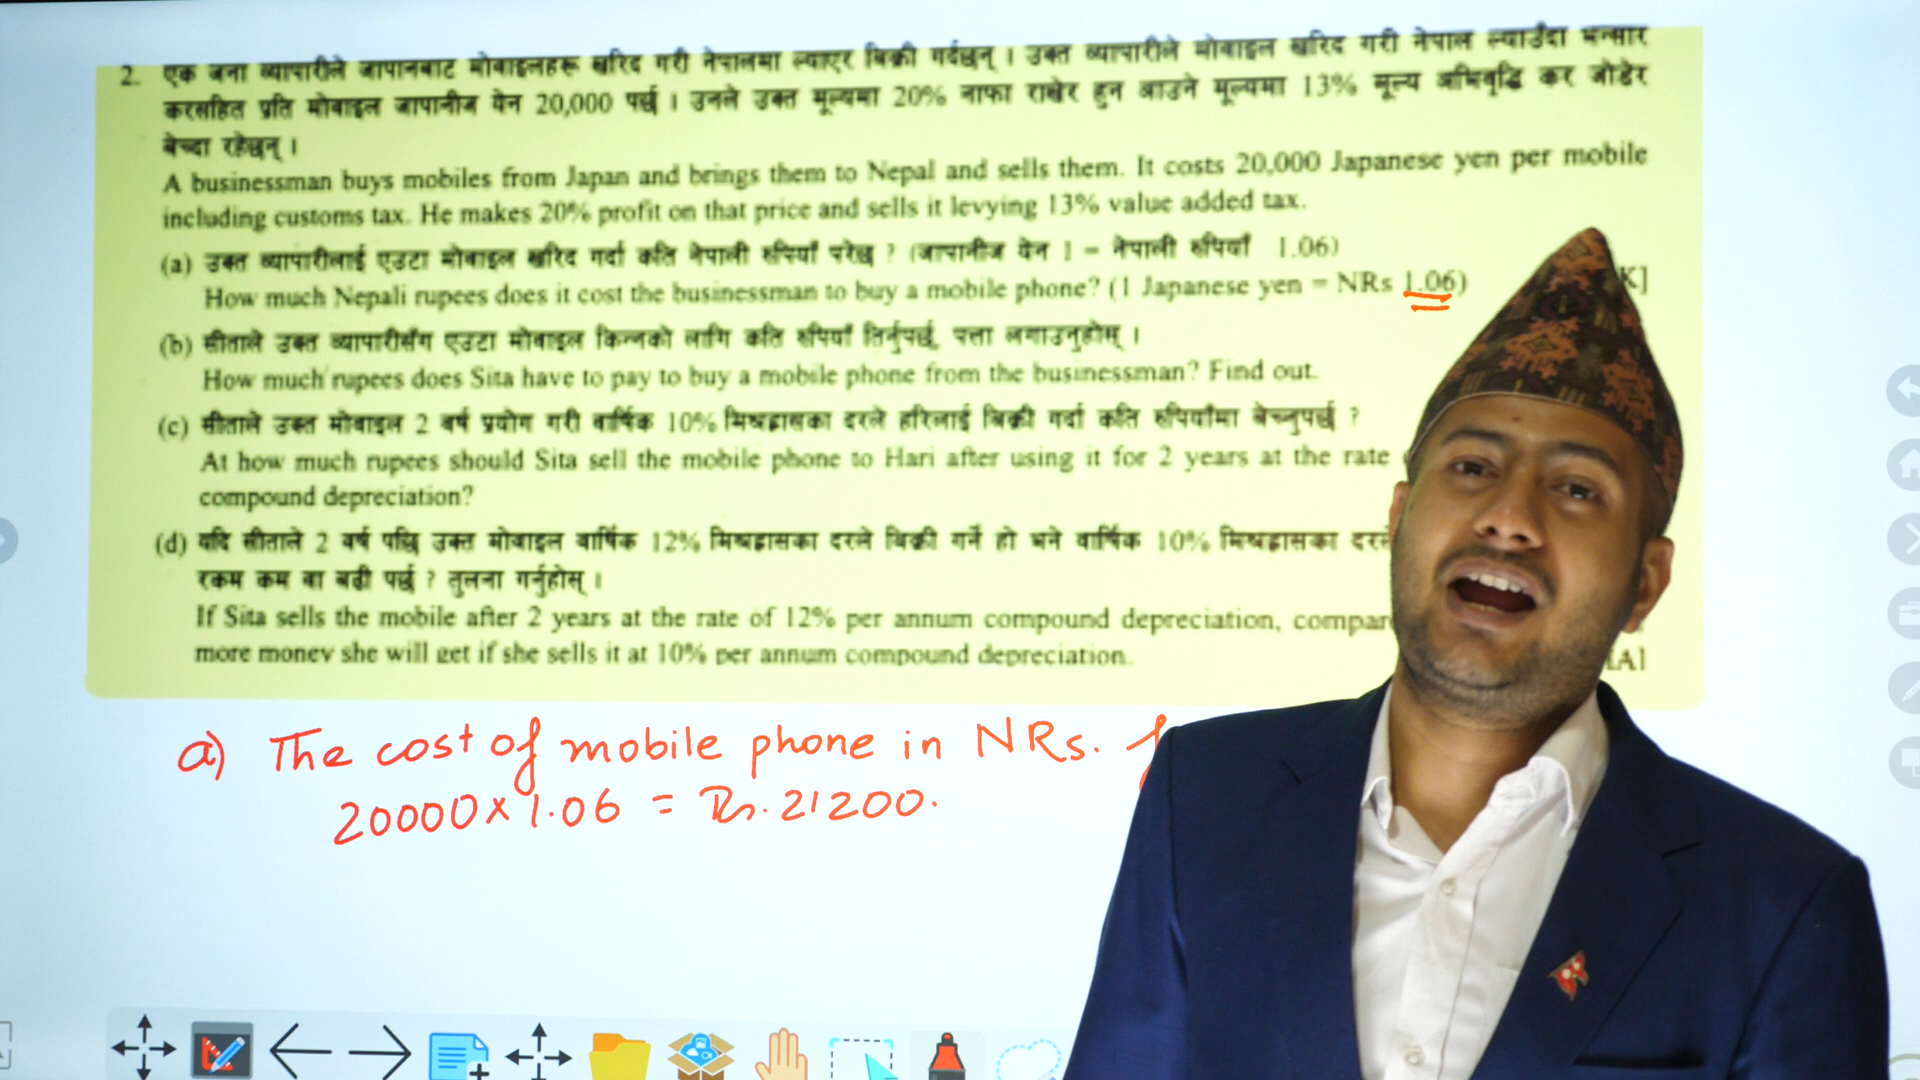 2. एक जना व्यापारीले जापानबाट मोबाइलहरू खरिद गरी नेपालमा ल्याएर बिक्री गर्दछन् । उक्त व्यापारीले मोबाइल खरिद गरी नेपाल ल्याउँदा भन्सार
करसहित प्रति मोबाइल जापानीज येन 20,000 पर्छ । उनले उक्त मूल्यमा 20% नाफा राखेर हुन आउने मूल्यमा 13% मूल्य अभिवृद्धि कर जोडेर
बेच्दा रहेछन् ।
A businessman buys mobiles from Japan and brings them to Nepal and sells them. It costs 20,000 Japanese yen per mobile
including customs tax. He makes 20% profit on that price and sells it levying 13% value added tax.
(a) उक्त व्यापारीलाई एउटा मोबाइल खरिद गर्दा कति नेपाली रुपियाँ परेछ ? (जापानीज येन 1 = नेपाली रुपियाँ 1.06)
How much Nepali rupees does it cost the businessman to buy a mobile phone? (1 Japanese yen = NRs 1.06) K]
(b) सीताले उक्त व्यापारीसँग एउटा मोबाइल किन्नको लागि कति रुपियाँ तिर्नुपर्छ, पत्ता लगाउनुहोस् ।
How much rupees does Sita have to pay to buy a mobile phone from the businessman? Find out.
(c) सीताले उक्त मोबाइल 2 वर्ष प्रयोग गरी वार्षिक 10% मिश्रह्रासका दरले हरिलाई बिक्री गर्दा कति रुपियाँमा बेच्नुपर्छ ?
At how much rupees should Sita sell the mobile phone to Hari after using it for 2 years at the rate
compound depreciation?
(d) यदि सीताले 2 वर्ष पछि उक्त मोबाइल वार्षिक 12% मिश्रह्रासका दरले बिक्री गर्ने हो भने वार्षिक 10% मिश्रह्रासका दरले
रकम कम वा बढी पर्छ ? तुलना गर्नुहोस् ।
If Sita sells the mobile after 2 years at the rate of 12% per annum compound depreciation, compar
more money she will get if she sells it at 10% per annum compound depreciation. [A]
a) The cost of mobile phone in NRs.
20000 x 1.06 = Rs. 21200.